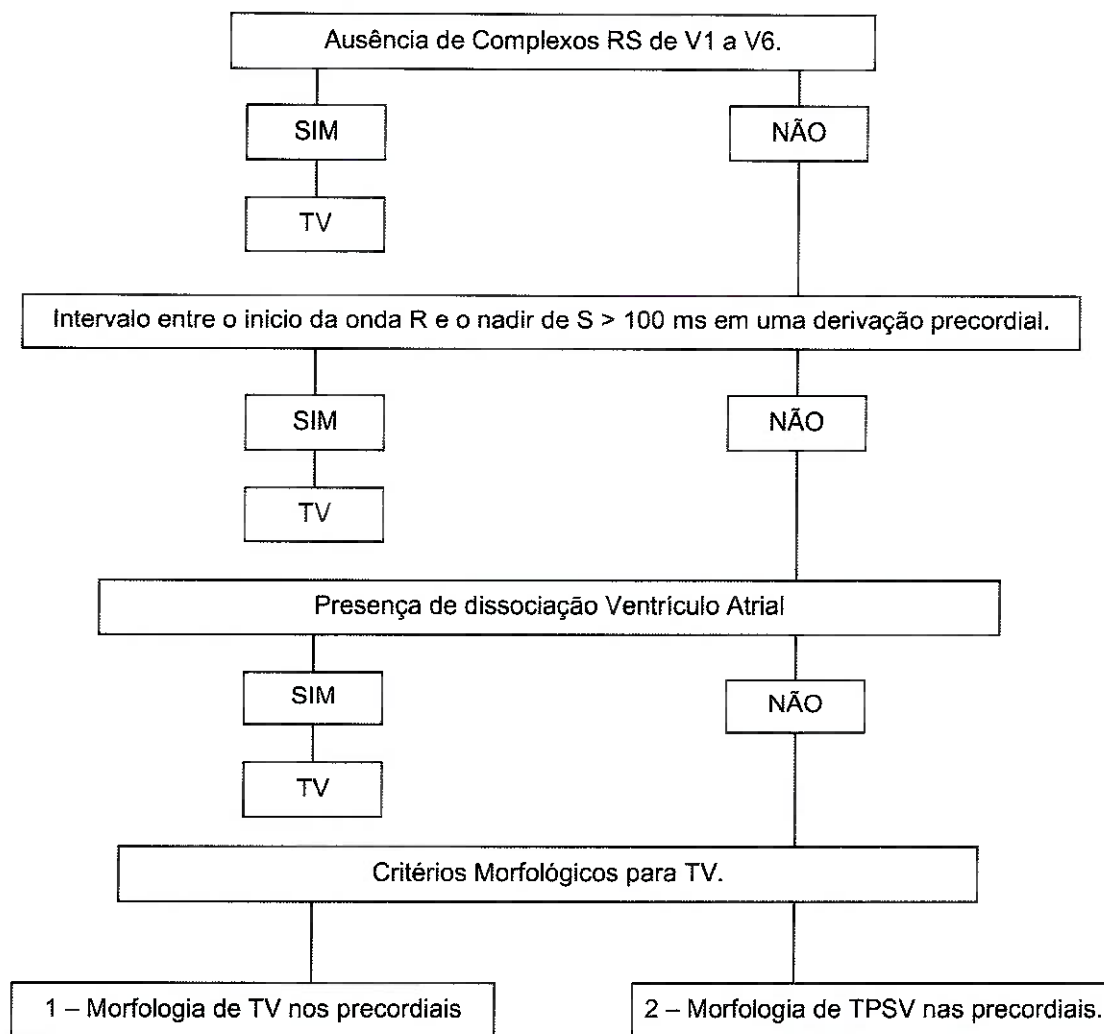 Ausência de Complexos RS de V1 a V6.
SIM
NÃO
TV
Intervalo entre o inicio da onda R e o nadir de S > 100 ms em uma derivação precordial.
SIM
NÃO
TV
Presença de dissociação Ventrículo Atrial
SIM
NÃO
TV
Critérios Morfológicos para TV.
1 – Morfologia de TV nos precordiais
2 – Morfologia de TPSV nas precordiais.